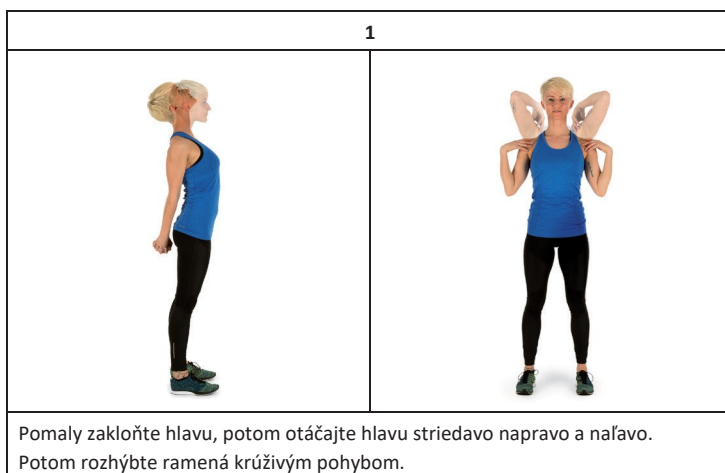 1
Pomaly zakloňte hlavu, potom otáčajte hlavu striedavo napravo a naľavo.
Potom rozhýbte ramená krúživým pohybom.